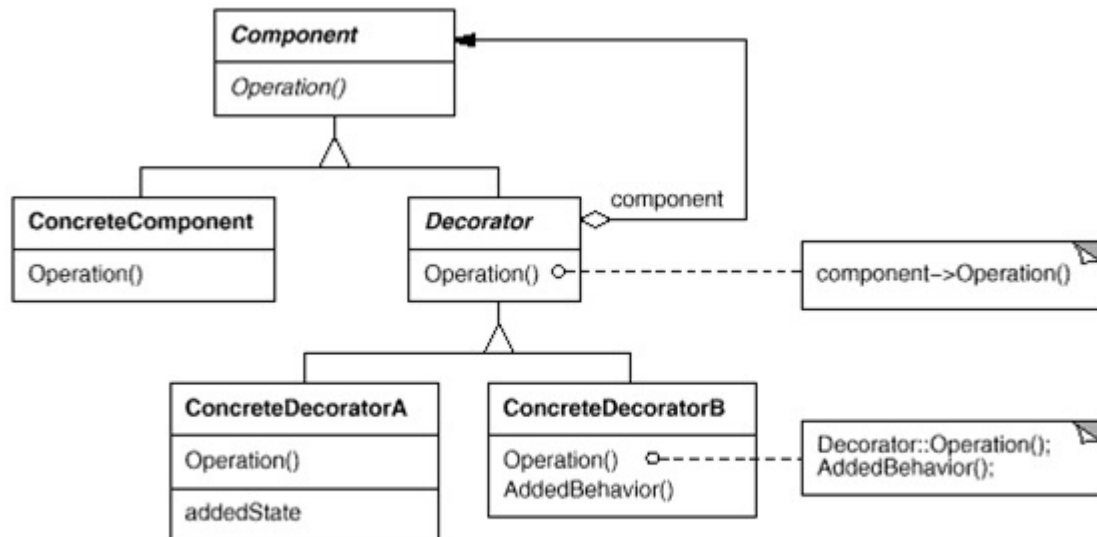 Component
Operation()
component
ConcreteComponent
Operation()
Decorator
Operation()
component–>Operation()
ConcreteDecoratorA
Operation()
addedState
ConcreteDecoratorB
Operation()
AddedBehavior()
Decorator::Operation();
AddedBehavior();